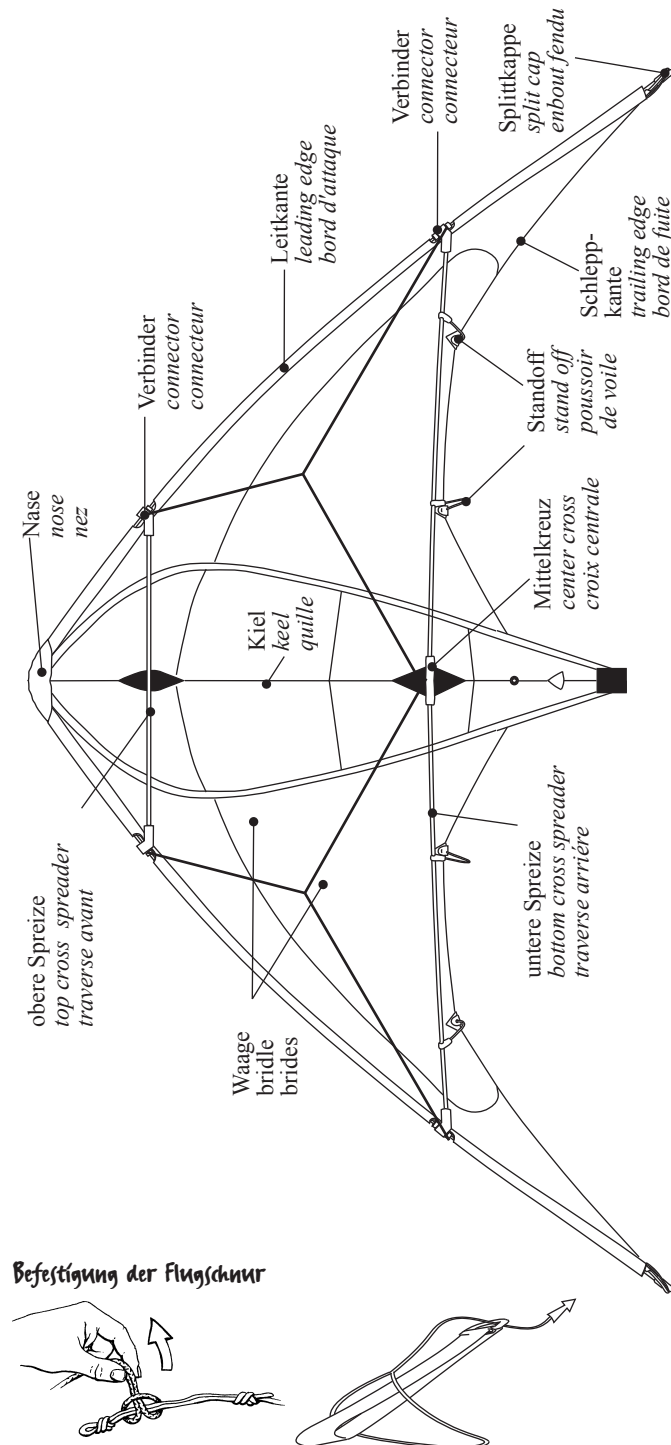 Nase
nose
nez
Verbinder
connector
connecteur
Leitkante
leading edge
bord d'attaque
Verbinder
connector
connecteur
obere Spreize
top cross spreader
traverse avant
Kiel
keel
quille
Waage
bridle
brides
untere Spreize
bottom cross spreader
traverse arriére
Mittelkreuz
center cross
croix centrale
Standoff
stand off
poussoir
de voile
Schlepp-
kante
trailing edge
bord de fuite
Splittkappe
split cap
enbout fendu
Befestigung der Flugschnur